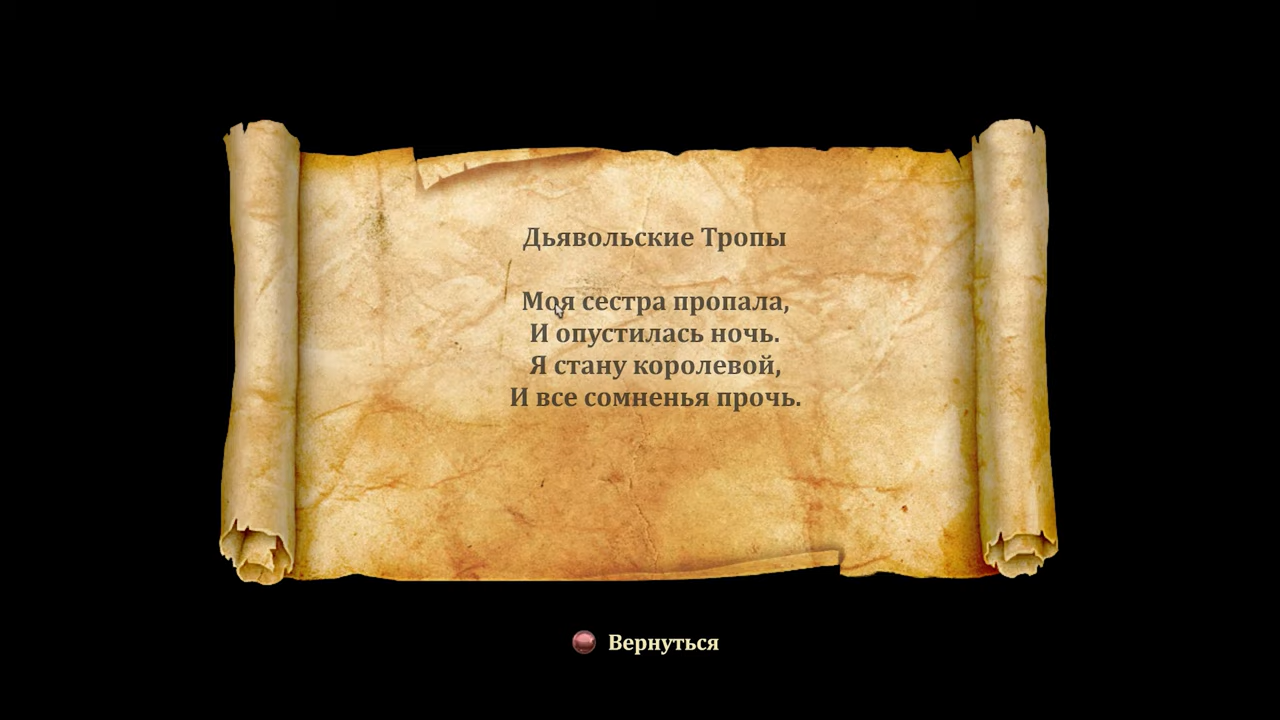 Дьявольские Тропы
Моя сестра пропала,
И опустилась ночь.
Я стану королевой,
И все сомненья прочь.
Вернуться